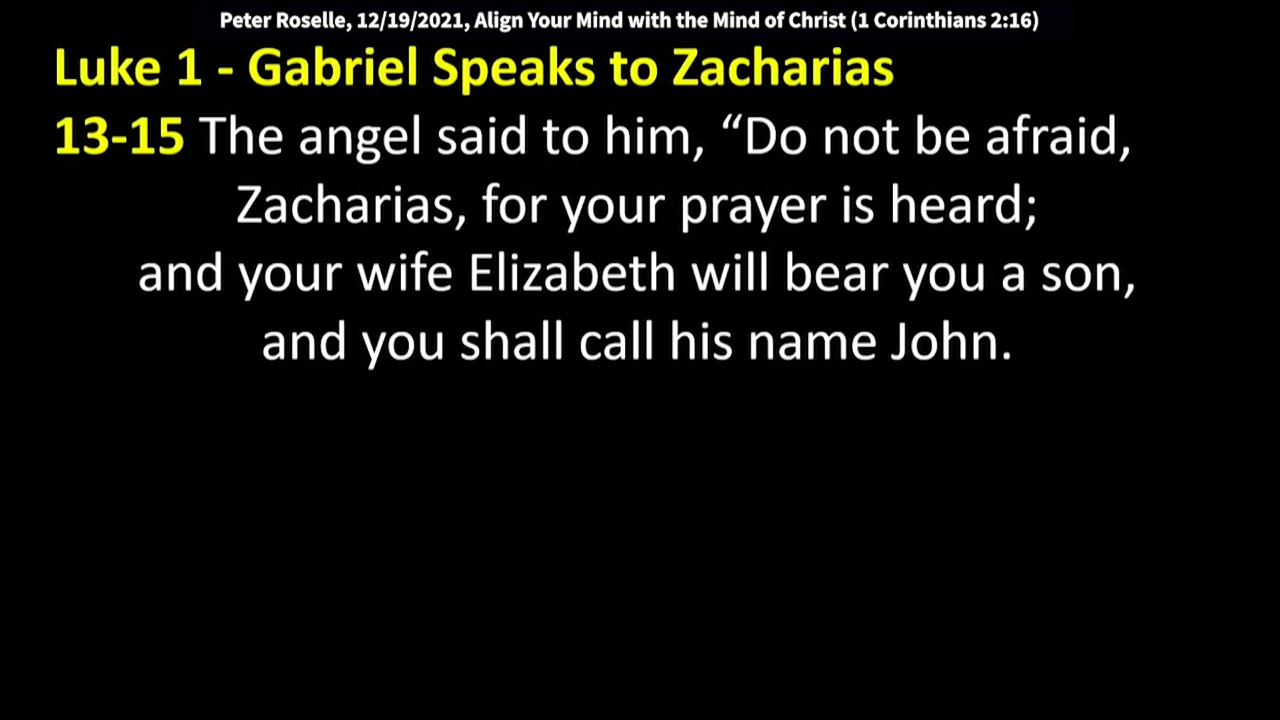 Peter Roselle, 12/19/2021, Align Your Mind with the Mind of Christ (1 Corinthians 2:16)
Luke 1 - Gabriel Speaks to Zacharias
13-15 The angel said to him, “Do not be afraid,
Zacharias, for your prayer is heard;
and your wife Elizabeth will bear you a son,
and you shall call his name John.